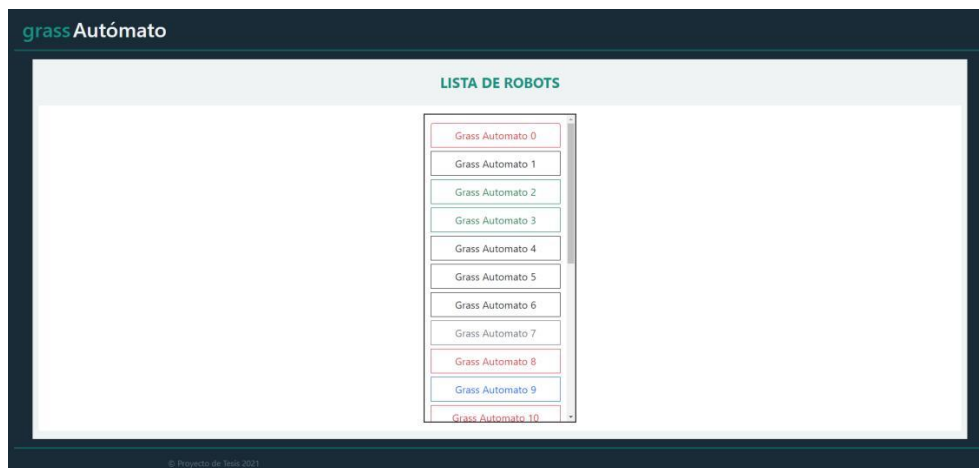 grass Autómato
LISTA DE ROBOTS
Grass Automato 0
Grass Automato 1
Grass Automato 2
Grass Automato 3
Grass Automato 4
Grass Automato 5
Grass Automato 6
Grass Automato 7
Grass Automato 8
Grass Automato 9
Grass Automato 10
© Proyecto de Tesis 2021